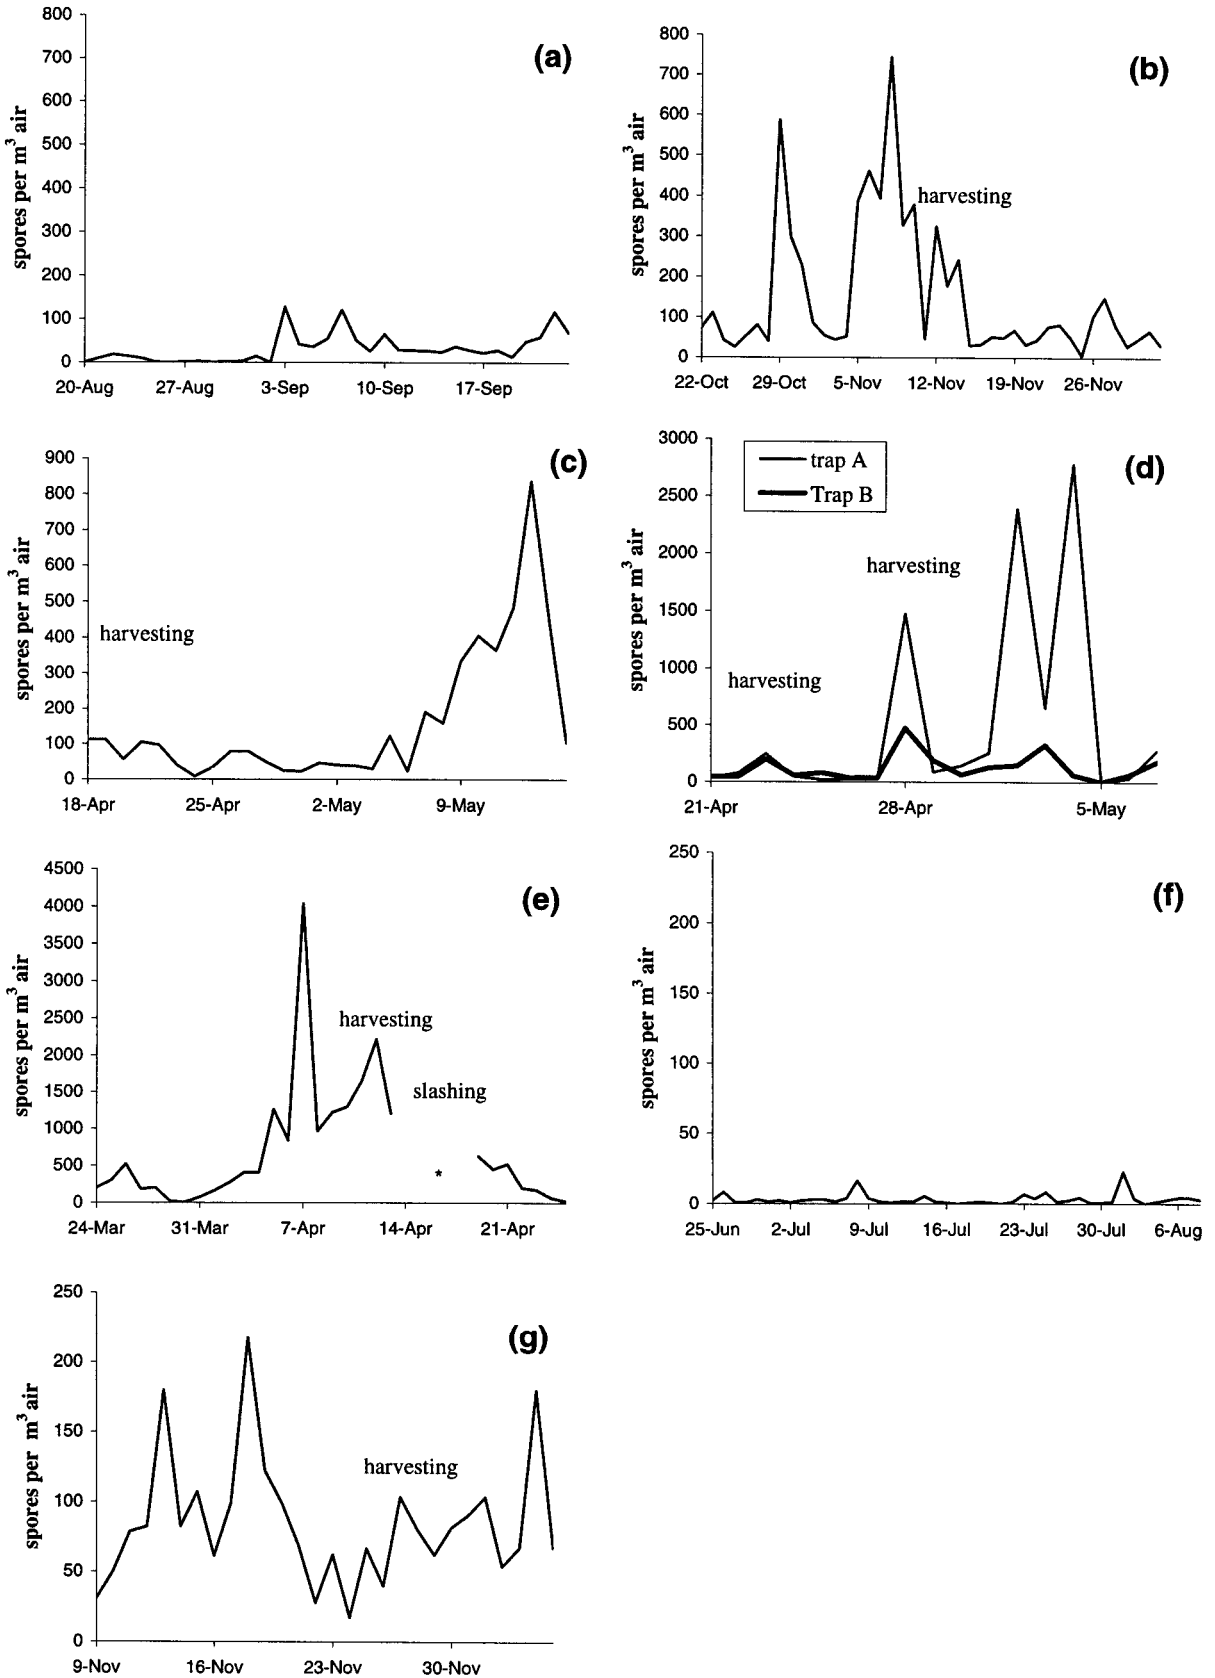 (a)
spores per m³ air
800
700
600
500
400
300
200
100
0
20-Aug 27-Aug 3-Sep 10-Sep 17-Sep
(b)
spores per m³ air
800
700
600
500
400
300
200
100
0
harvesting
22-Oct 29-Oct 5-Nov 12-Nov 19-Nov 26-Nov
(c)
spores per m³ air
900
800
700
600
500
400
300
200
100
0
harvesting
18-Apr 25-Apr 2-May 9-May
(d)
spores per m³ air
3000
2500
2000
1500
1000
500
0
trap A
Trap B
harvesting
harvesting
21-Apr 28-Apr 5-May
(e)
spores per m³ air
4500
4000
3500
3000
2500
2000
1500
1000
500
0
harvesting
slashing
*
24-Mar 31-Mar 7-Apr 14-Apr 21-Apr
(f)
spores per m³ air
250
200
150
100
50
0
25-Jun 2-Jul 9-Jul 16-Jul 23-Jul 30-Jul 6-Aug
(g)
spores per m³ air
250
200
150
100
50
0
harvesting
9-Nov 16-Nov 23-Nov 30-Nov